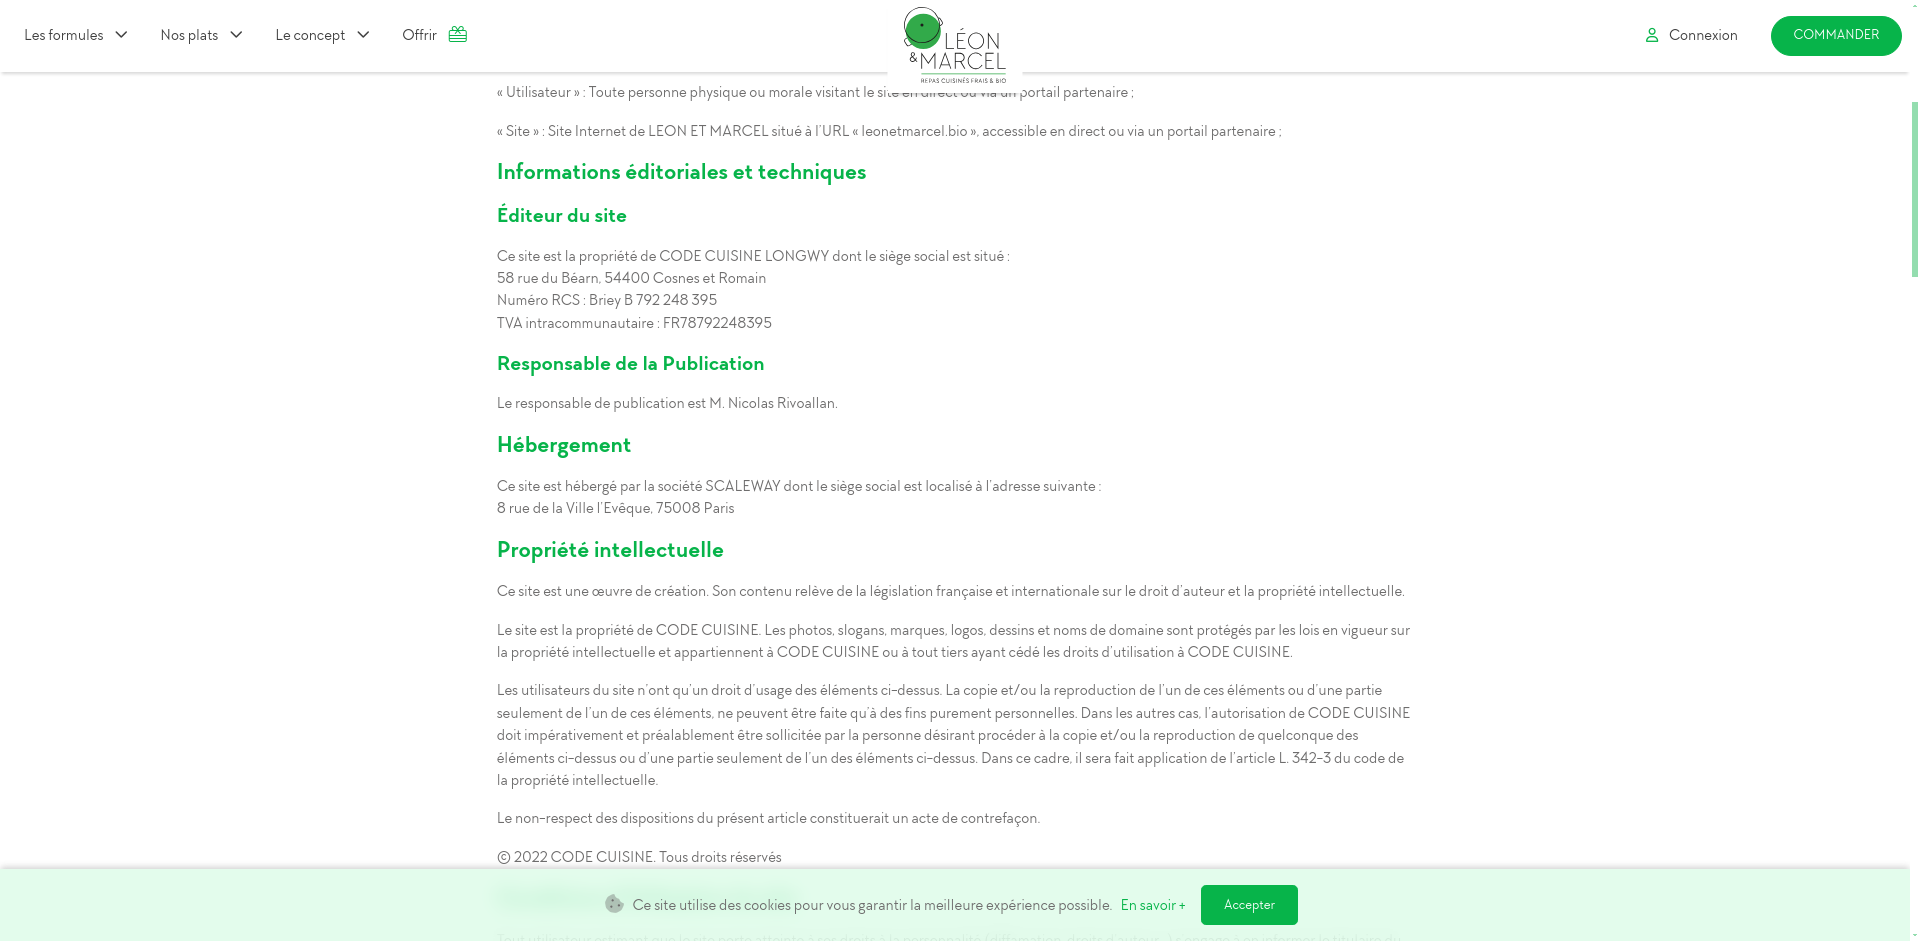 Les formules
Nos plats
Le concept
Offrir
LÉON
&MARCEL
REPAS CUISINÉS FRAIS & BIO
Connexion
COMMANDER
« Utilisateur » : Toute personne physique ou morale visitant le site en direct ou via un portail partenaire ;
« Site » : Site Internet de LEON ET MARCEL situé à l'URL « leonetmarcel.bio », accessible en direct ou via un portail partenaire ;
Informations éditoriales et techniques
Éditeur du site
Ce site est la propriété de CODE CUISINE LONGWY dont le siège social est situé :
58 rue du Béarn, 54400 Cosnes et Romain
Numéro RCS : Briey B 792 248 395
TVA intracommunautaire : FR78792248395
Responsable de la Publication
Le responsable de publication est M. Nicolas Rivoallan.
Hébergement
Ce site est hébergé par la société SCALEWAY dont le siège social est localisé à l'adresse suivante :
8 rue de la Ville l'Evêque, 75008 Paris
Propriété intellectuelle
Ce site est une œuvre de création. Son contenu relève de la législation française et internationale sur le droit d'auteur et la propriété intellectuelle.
Le site est la propriété de CODE CUISINE. Les photos, slogans, marques, logos, dessins et noms de domaine sont protégés par les lois en vigueur sur
la propriété intellectuelle et appartiennent à CODE CUISINE ou à tout tiers ayant cédé les droits d'utilisation à CODE CUISINE.
Les utilisateurs du site n'ont qu'un droit d'usage des éléments ci-dessus. La copie et/ou la reproduction de l'un de ces éléments ou d'une partie
seulement de l'un de ces éléments, ne peuvent être faite qu'à des fins purement personnelles. Dans les autres cas, l'autorisation de CODE CUISINE
doit impérativement et préalablement être sollicitée par la personne désirant procéder à la copie et/ou la reproduction de quelconque des
éléments ci-dessus ou d'une partie seulement de l'un des éléments ci-dessus. Dans ce cadre, il sera fait application de l'article L. 342-3 du code de
la propriété intellectuelle.
Le non-respect des dispositions du présent article constituerait un acte de contrefaçon.
© 2022 CODE CUISINE. Tous droits réservés
Ce site utilise des cookies pour vous garantir la meilleure expérience possible.
En savoir +
Accepter